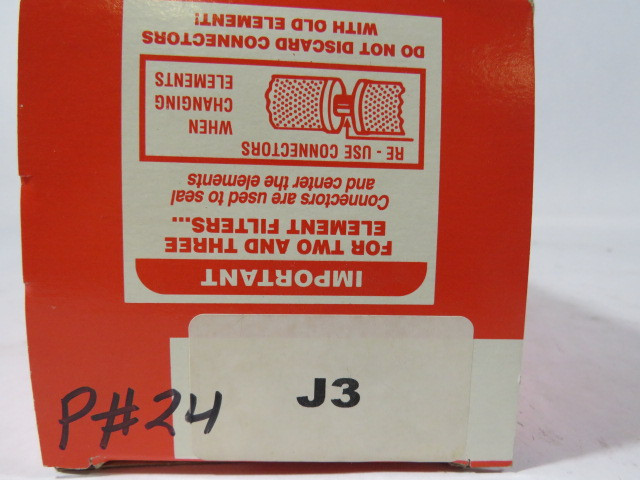 IMPORTANT
FOR TWO AND THREE
ELEMENT FILTERS...
Connectors are used to seal
and center the elements
RE - USE CONNECTORS
WHEN
CHANGING
ELEMENTS
DO NOT DISCARD CONNECTORS
WITH OLD ELEMENT!
J3
P#24